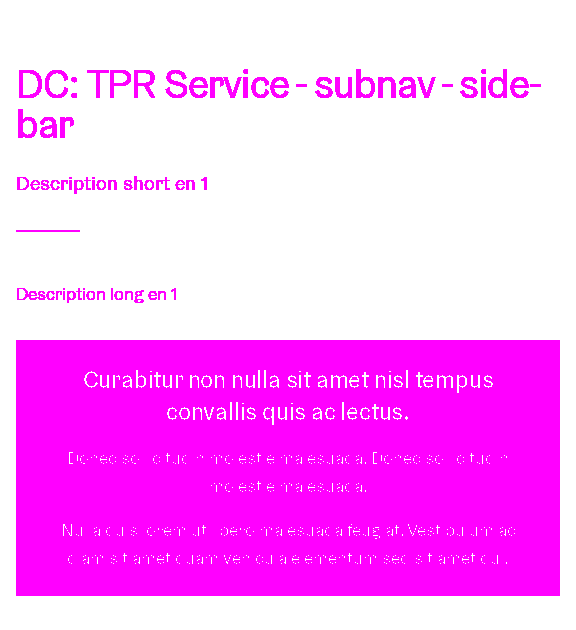 DC: TPR Service - subnav - side-
bar
Description short en 1
Description long en 1
Curabitur non nulla sit amet nisl tempus
convallis quis ac lectus.
Donec sollicitudin molestie malesuada. Donec sollicitudin
molestie malesuada.
Nulla quis lorem ut libero malesuada feugiat. Vestibulum ac
diam sit amet quam vehicula elementum sed sit amet dui.